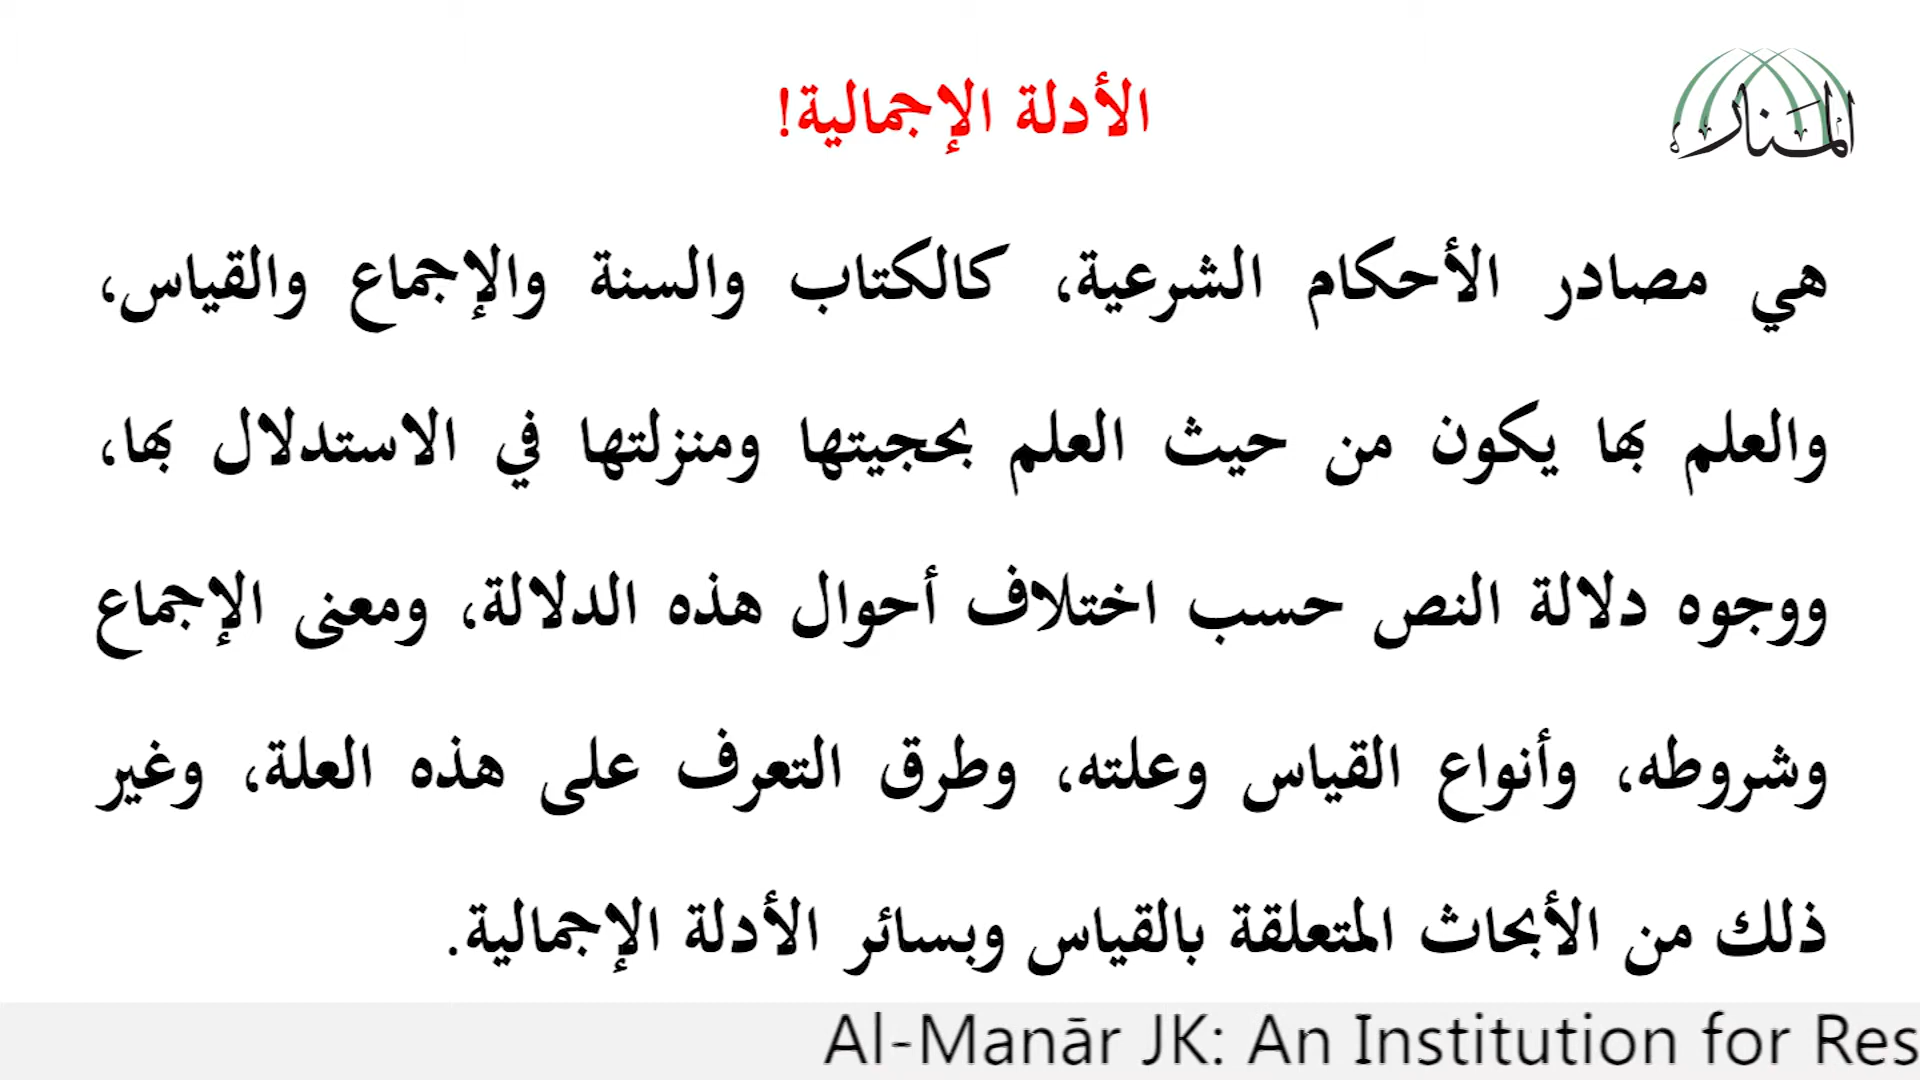 المنار
الأدلة الإجمالية!
هي مصادر الأحكام الشرعية، كالكتاب والسنة والإجماع والقياس،
والعلم بها يكون من حيث العلم بحجيتها ومنزلتها في الاستدلال بها،
ووجوه دلالة النص حسب اختلاف أحوال هذه الدلالة، ومعنى الإجماع
وشروطه، وأنواع القياس وعلته، وطرق التعرف على هذه العلة، وغير
ذلك من الأبحاث المتعلقة بالقياس وبسائر الأدلة الإجمالية.
Al-Manār JK: An Institution for Res